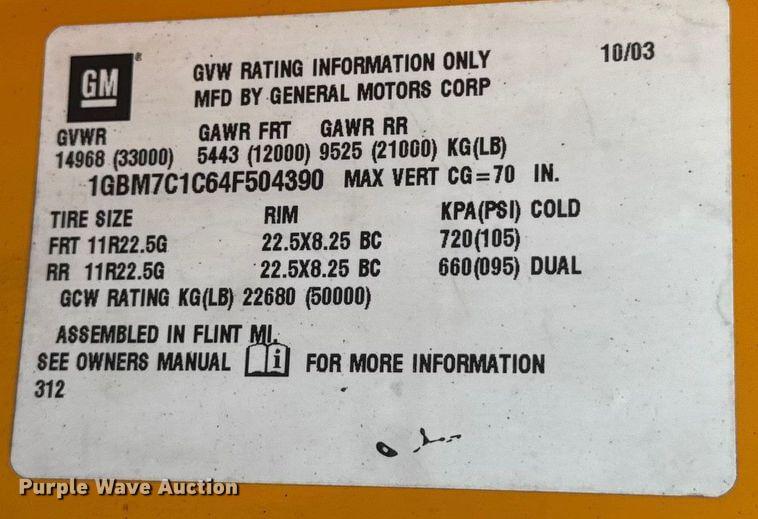 GM®
GVW RATING INFORMATION ONLY 10/03
MFD BY GENERAL MOTORS CORP
GVWR GAWR FRT GAWR RR
14968 (33000) 5443 (12000) 9525 (21000) KG(LB)
1GBM7C1C64F504390 MAX VERT CG=70 IN.
TIRE SIZE RIM KPA(PSI) COLD
FRT 11R22.5G 22.5X8.25 BC 720(105)
RR 11R22.5G 22.5X8.25 BC 660(095) DUAL
GCW RATING KG(LB) 22680 (50000)
ASSEMBLED IN FLINT MI.
SEE OWNERS MANUAL i FOR MORE INFORMATION
312
Purple Wave Auction